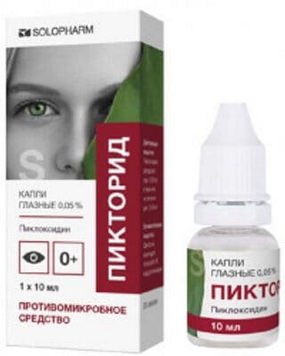 SOLOPHARM
S
КАПЛИ
ГЛАЗНЫЕ 0,05 %
Пиклоксидин
0+
1 x 10 мл
ПРОТИВОМИКРОБНОЕ
СРЕДСТВО
ПИКТОРИД
КАПЛИ
ГЛАЗНЫЕ 0,05 %
ПИКТОРИД
Пиклоксидин
10 мл